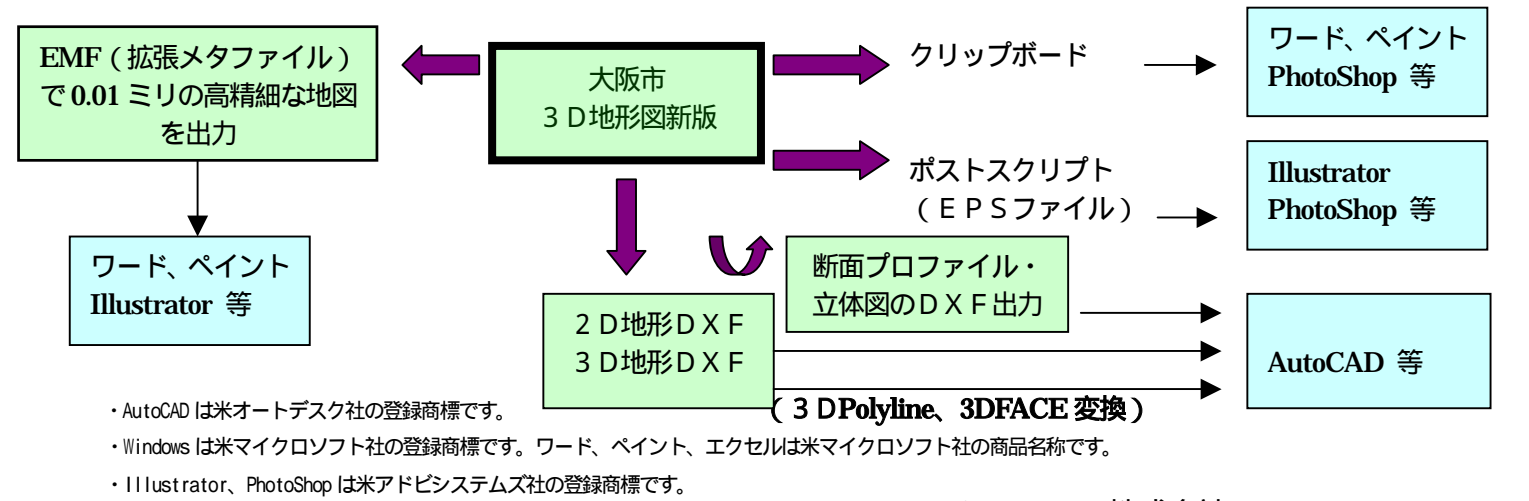 EMF（拡張メタファイル）
で 0.01 ミリの高精細な地図
を出力
大阪市
３Ｄ地形図新版
クリップボード
ワード、ペイント
PhotoShop 等
ポストスクリプト
（ＥＰＳファイル）
Illustrator
PhotoShop 等
ワード、ペイント
Illustrator 等
断面プロファイル・
立体図のＤＸＦ出力
２Ｄ地形ＤＸＦ
３Ｄ地形ＤＸＦ
AutoCAD 等
（３ＤPolyline、3DFACE 変換）
・AutoCAD は米オートデスク社の登録商標です。
・Windows は米マイクロソフト社の登録商標です。ワード、ペイント、エクセルは米マイクロソフト社の商品名称です。
・Illustrator、PhotoShop は米アドビシステムズ社の登録商標です。